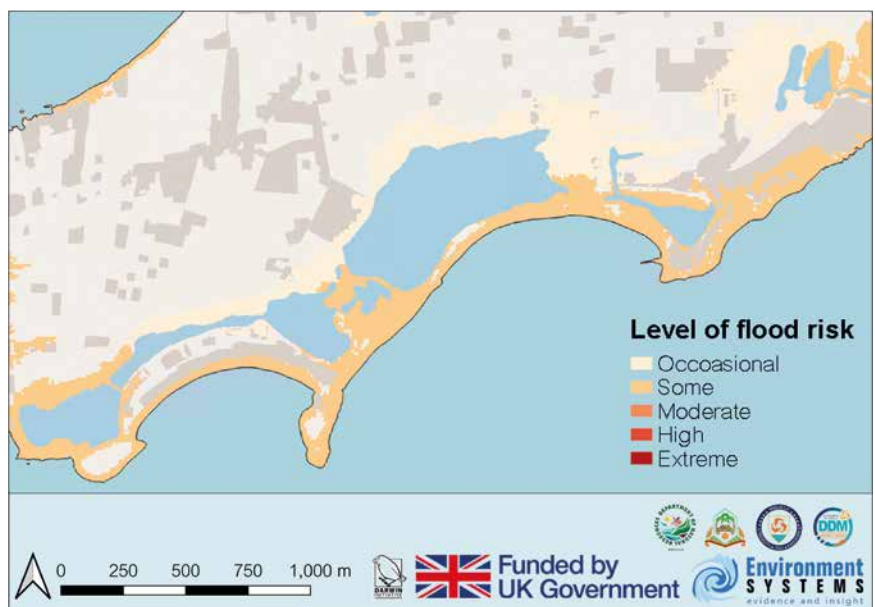 Level of flood risk
Occoasional
Some
Moderate
High
Extreme
0 250 500 750 1,000 m
DARWIN
Funded by
UK Government
DDM
Environment
SYSTEMS
evidence and insight